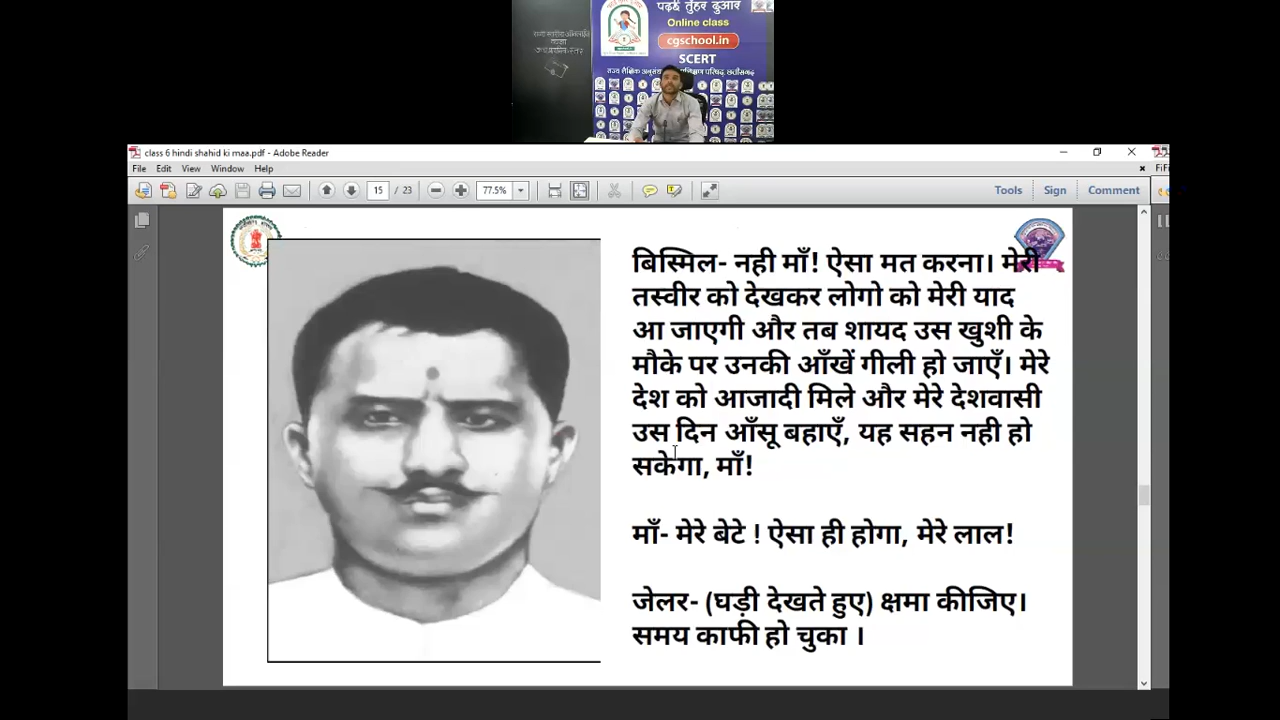 पढ़ई तुंहर दुआर
Online class
cgschool.in
SCERT
class 6 hindi shahid ki maa.pdf - Adobe Reader
File Edit View Window Help
15 / 23 77.5% Tools Sign Comment
बिस्मिल- नही माँ! ऐसा मत करना। मेरी
तस्वीर को देखकर लोगो को मेरी याद
आ जाएगी और तब शायद उस खुशी के
मौके पर उनकी आँखें गीली हो जाएँ। मेरे
देश को आजादी मिले और मेरे देशवासी
उस दिन आँसू बहाएँ, यह सहन नही हो
सकेगा, माँ!
माँ- मेरे बेटे ! ऐसा ही होगा, मेरे लाल!
जेलर- (घड़ी देखते हुए) क्षमा कीजिए।
समय काफी हो चुका ।